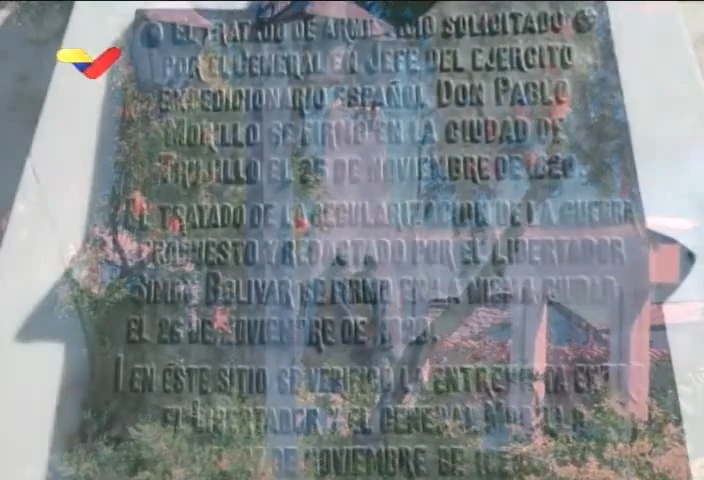 EL TRATADO DE ARMISTICIO SOLICITADO
POR EL GENERAL EN JEFE DEL EJERCITO
EXPEDICIONARIO ESPAÑOL DON PABLO
MORILLO SE FIRMO EN LA CIUDAD DE
TRUJILLO EL 25 DE NOVIEMBRE DE 1820.
EL TRATADO DE LA REGULARIZACION DE LA GUERRA
PROPUESTO Y REDACTADO POR EL LIBERTADOR
SIMON BOLIVAR SE FIRMO EN LA MISMA CIUDAD
EL 26 DE NOVIEMBRE DE 1820.
I EN ESTE SITIO SE VERIFICO LA ENTREVISTA ENTRE
EL LIBERTADOR Y EL GENERAL MORILLO
DE NOVIEMBRE DE